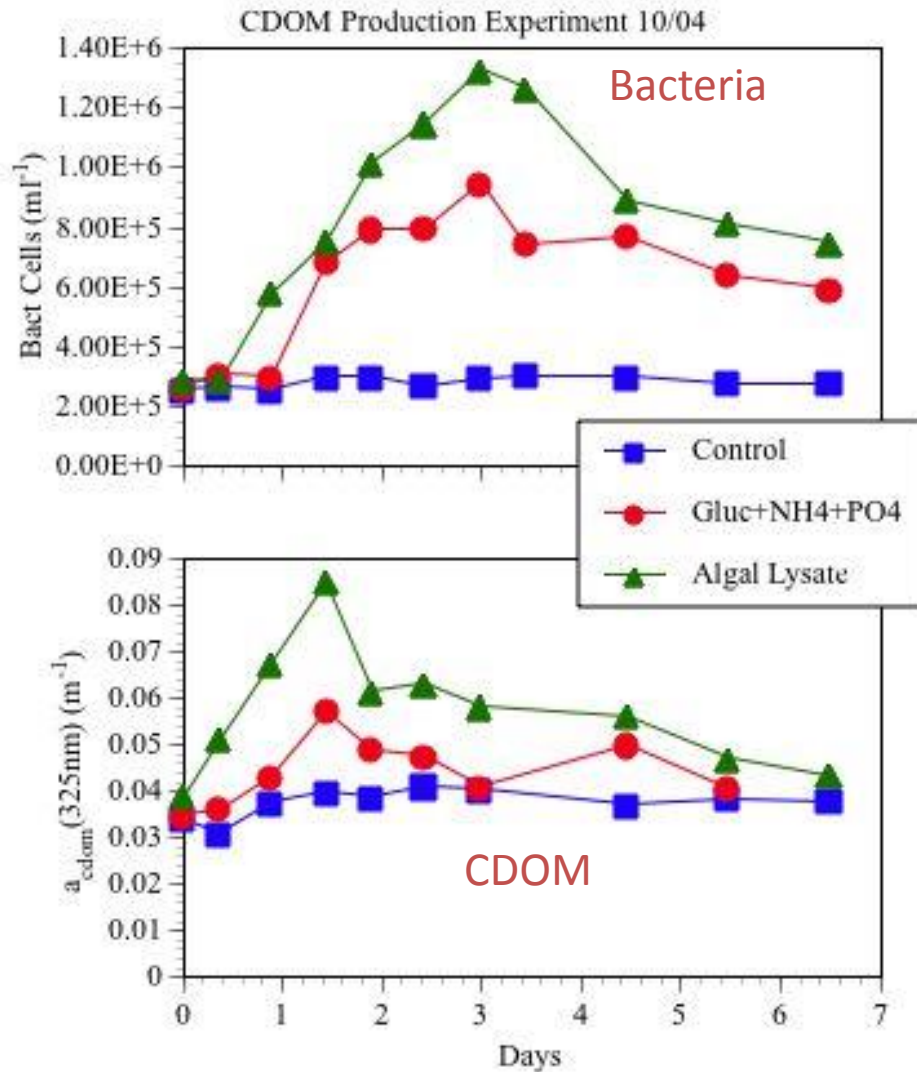 CDOM Production Experiment 10/04
Bacteria
Bact Cells (ml-1)
1.40E+6
1.20E+6
1.00E+6
8.00E+5
6.00E+5
4.00E+5
2.00E+5
0.00E+0
Control
Gluc+NH4+PO4
Algal Lysate
CDOM
acdom(325nm) (m-1)
0.09
0.08
0.07
0.06
0.05
0.04
0.03
0.02
0.01
0
0 1 2 3 4 5 6 7
Days